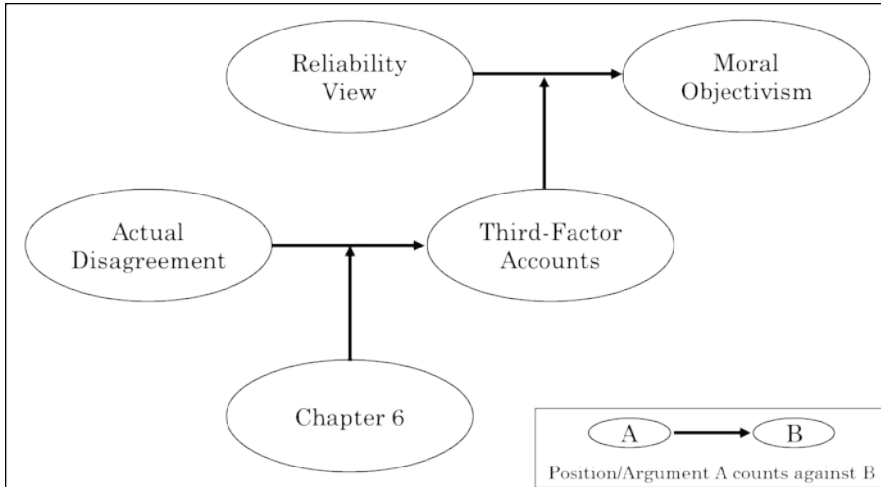 Reliability
View
Moral
Objectivism
Actual
Disagreement
Third-Factor
Accounts
Chapter 6
A
B
Position/Argument A counts against B